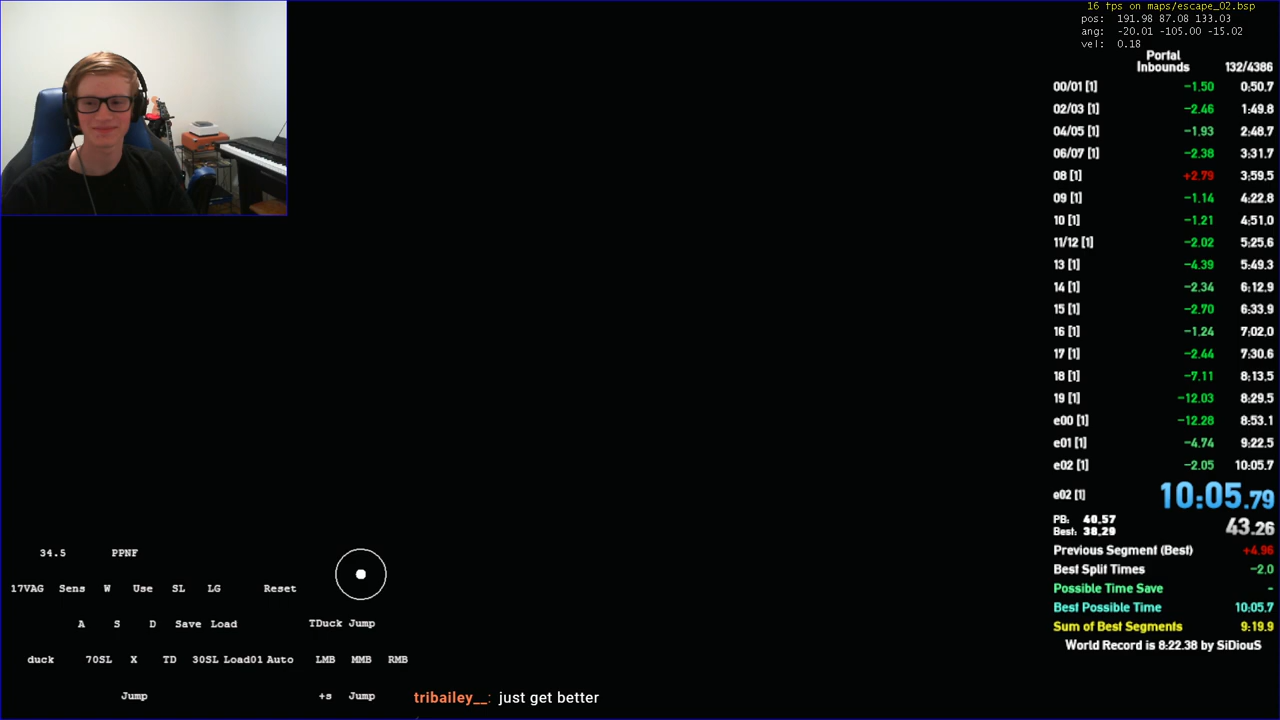 16 fps on maps/escape_02.bsp
pos: 191.98 87.08 133.03
ang: -20.01 -105.00 -15.02
vel: 0.18
Portal
Inbounds 132/4386
00/01 [1] -1.50 0:50.7
02/03 [1] -2.46 1:49.8
04/05 [1] -1.93 2:48.7
06/07 [1] -2.38 3:31.7
08 [1] +2.79 3:59.5
09 [1] -1.14 4:22.8
10 [1] -1.21 4:51.0
11/12 [1] -2.02 5:25.6
13 [1] -4.39 5:49.3
14 [1] -2.34 6:12.9
15 [1] -2.70 6:33.9
16 [1] -1.24 7:02.0
17 [1] -2.44 7:30.6
18 [1] -7.11 8:13.5
19 [1] -12.03 8:29.5
e00 [1] -12.28 8:53.1
e01 [1] -4.74 9:22.5
e02 [1] -2.05 10:05.7
e02 [1] 10:05.79
PB: 40.57
Best: 38.29 43.26
Previous Segment (Best) +4.96
Best Split Times -2.0
Possible Time Save -
Best Possible Time 10:05.7
Sum of Best Segments 9:19.9
World Record is 8:22.38 by SiDiouS
34.5 PPNF
17VAG Sens W Use SL LG Reset
A S D Save Load TDuck Jump
duck 70SL X TD 30SL Load01 Auto LMB MMB RMB
Jump +s Jump
tribailey__: just get better